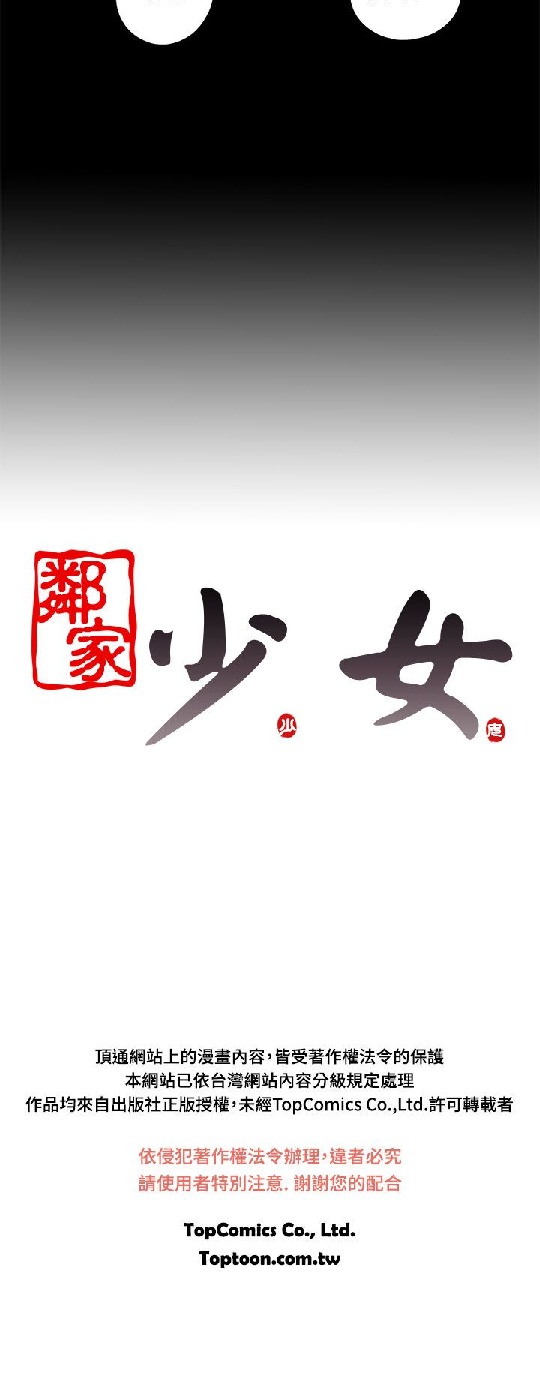 鄰家
少女
頂通網站上的漫畫內容，皆受著作權法令的保護
本網站已依台灣網站內容分級規定處理
作品均來自出版社正版授權，未經TopComics Co.,Ltd.許可轉載者
依侵犯著作權法令辦理，違者必究
請使用者特別注意. 謝謝您的配合
TopComics Co., Ltd.
Toptoon.com.tw